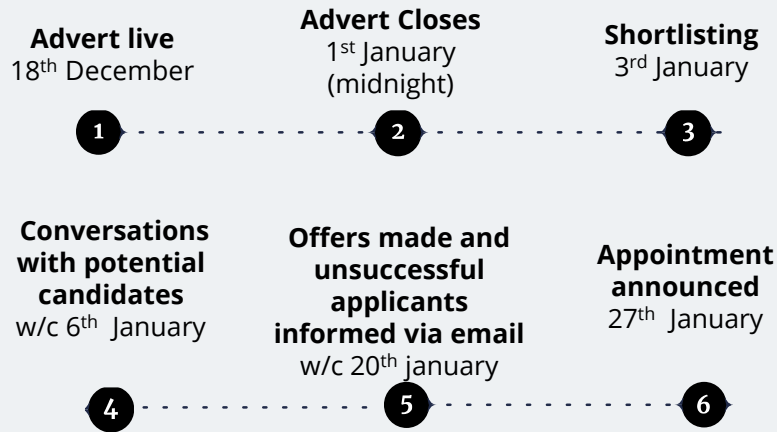 Advert live
18th December
1
Advert Closes
1st January
(midnight)
2
Shortlisting
3rd January
3
Conversations
with potential
candidates
w/c 6th January
4
Offers made and
unsuccessful
applicants
informed via email
w/c 20th january
5
Appointment
announced
27th January
6